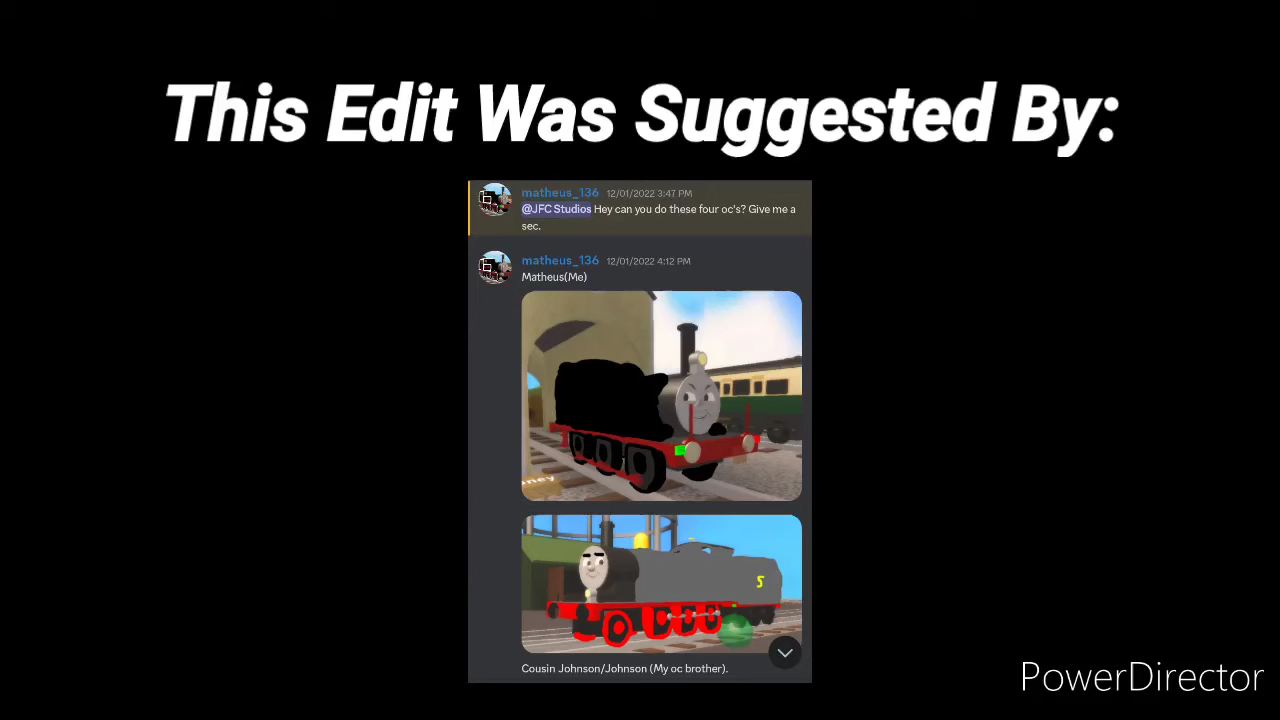 This Edit Was Suggested By:
matheus_136 12/01/2022 3:47 PM
@JFC Studios Hey can you do these four oc's? Give me a
sec.
matheus_136 12/01/2022 4:12 PM
Matheus(Me)
ney
5
Cousin Johnson/Johnson (My oc brother).
PowerDirector